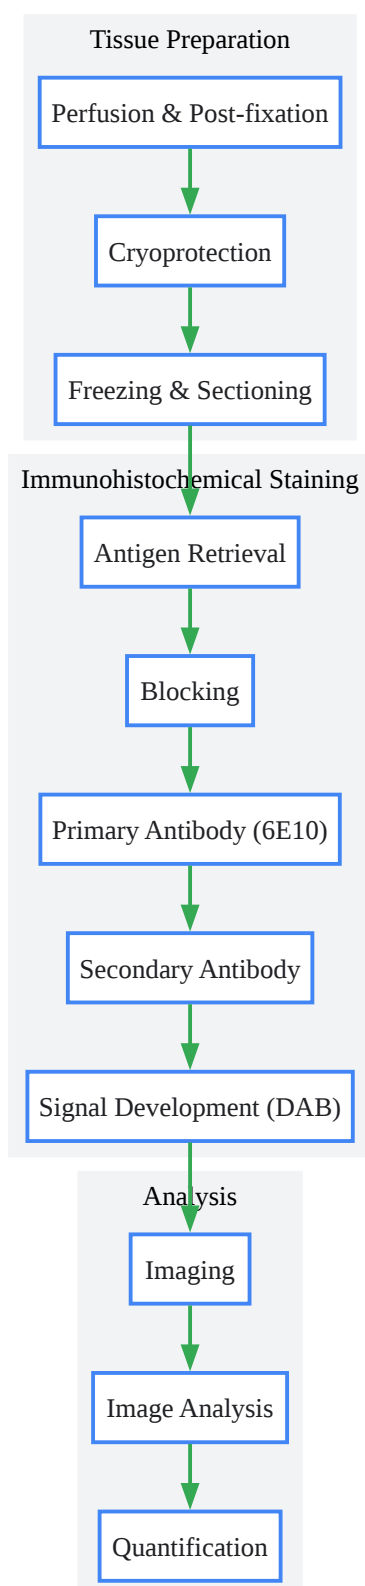 Tissue Preparation
Perfusion & Post-fixation
Cryoprotection
Freezing & Sectioning
Immunohistochemical Staining
Antigen Retrieval
Blocking
Primary Antibody (6E10)
Secondary Antibody
Signal Development (DAB)
Analysis
Imaging
Image Analysis
Quantification